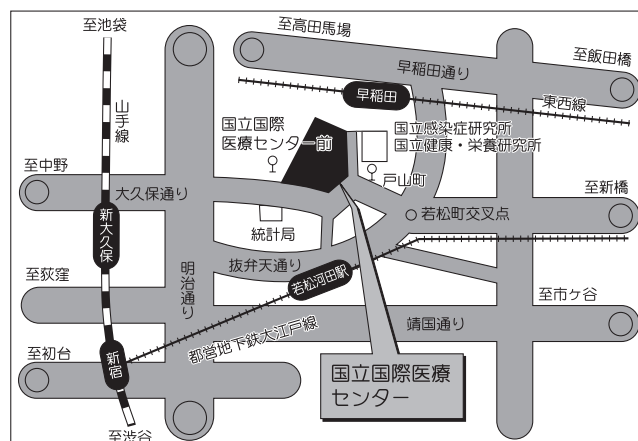 至池袋
至高田馬場
至飯田橋
早稲田通り
山手線
早稲田
東西線
国立国際
医療センター前
国立感染症研究所
国立健康・栄養研究所
至中野
戸山町
大久保通り
至新橋
若松町交叉点
新大久保
統計局
抜弁天通り
明治通り
至荻窪
若松河田駅
至市ケ谷
都営地下鉄大江戸線
靖国通り
至初台
新宿
国立国際医療
センター
至渋谷